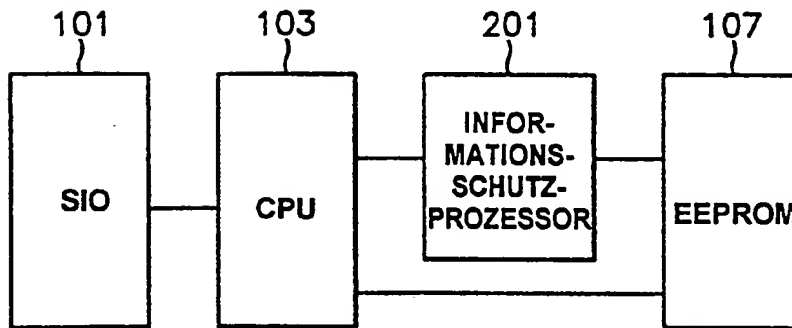 101 103 201 107
SIO
CPU
INFOR-
MATIONS-
SCHUTZ-
PROZESSOR
EEPROM